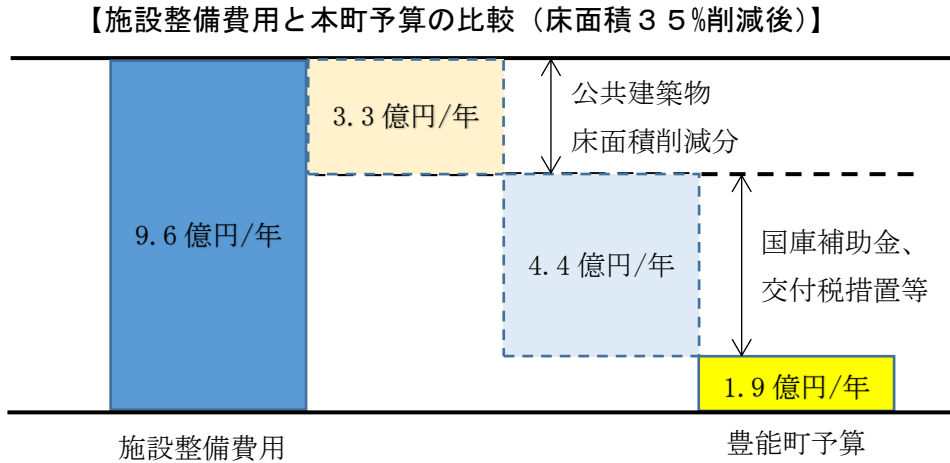 【施設整備費用と本町予算の比較（床面積３５%削減後）】
3.3 億円/年
公共建築物
床面積削減分
9.6 億円/年
4.4 億円/年
国庫補助金、
交付税措置等
1.9 億円/年
施設整備費用
豊能町予算